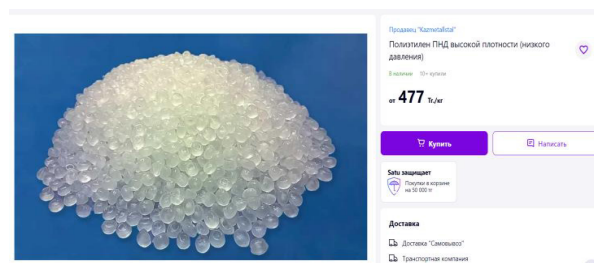 Продавец "Kazmetallstal"
Полиэтилен ПНД высокой плотности (низкого
давления)
В наличии 10+ купили
от 477 Тг./кг
Купить
Написать
Satu защищает
Покупки в корзине
на 50 000 тг
Доставка
Доставка "Самовывоз"
Транспортная компания